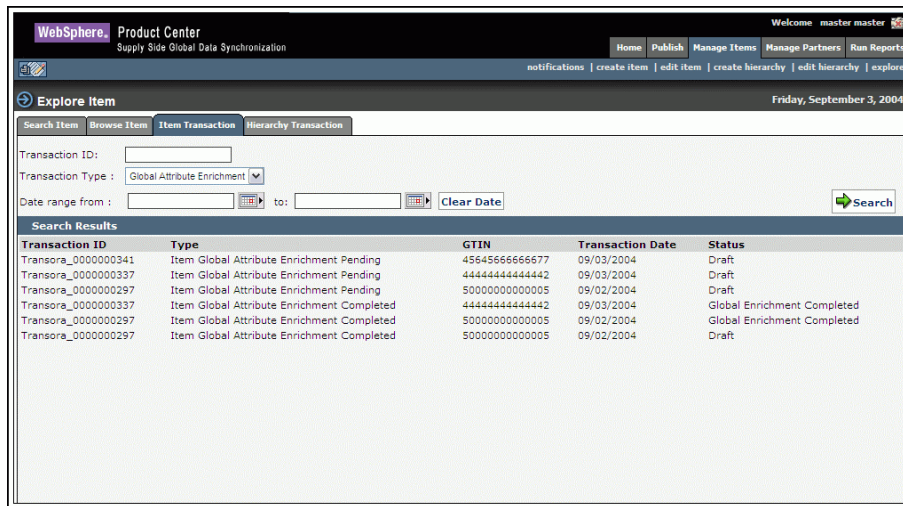 Welcome master master
WebSphere. Product Center
Supply Side Global Data Synchronization
Home Publish Manage Items Manage Partners Run Reports
notifications | create item | edit item | create hierarchy | edit hierarchy | explore
Explore Item Friday, September 3, 2004
Search Item Browse Item Item Transaction Hierarchy Transaction
Transaction ID:
Transaction Type : Global Attribute Enrichment
Date range from : to: Clear Date Search
Search Results
Transaction ID Type GTIN Transaction Date Status
Transora_0000000341 Item Global Attribute Enrichment Pending 45645666666677 09/03/2004 Draft
Transora_0000000337 Item Global Attribute Enrichment Pending 44444444444442 09/03/2004 Draft
Transora_0000000297 Item Global Attribute Enrichment Pending 50000000000005 09/02/2004 Draft
Transora_0000000337 Item Global Attribute Enrichment Completed 44444444444442 09/03/2004 Global Enrichment Completed
Transora_0000000297 Item Global Attribute Enrichment Completed 50000000000005 09/02/2004 Global Enrichment Completed
Transora_0000000297 Item Global Attribute Enrichment Completed 50000000000005 09/02/2004 Draft